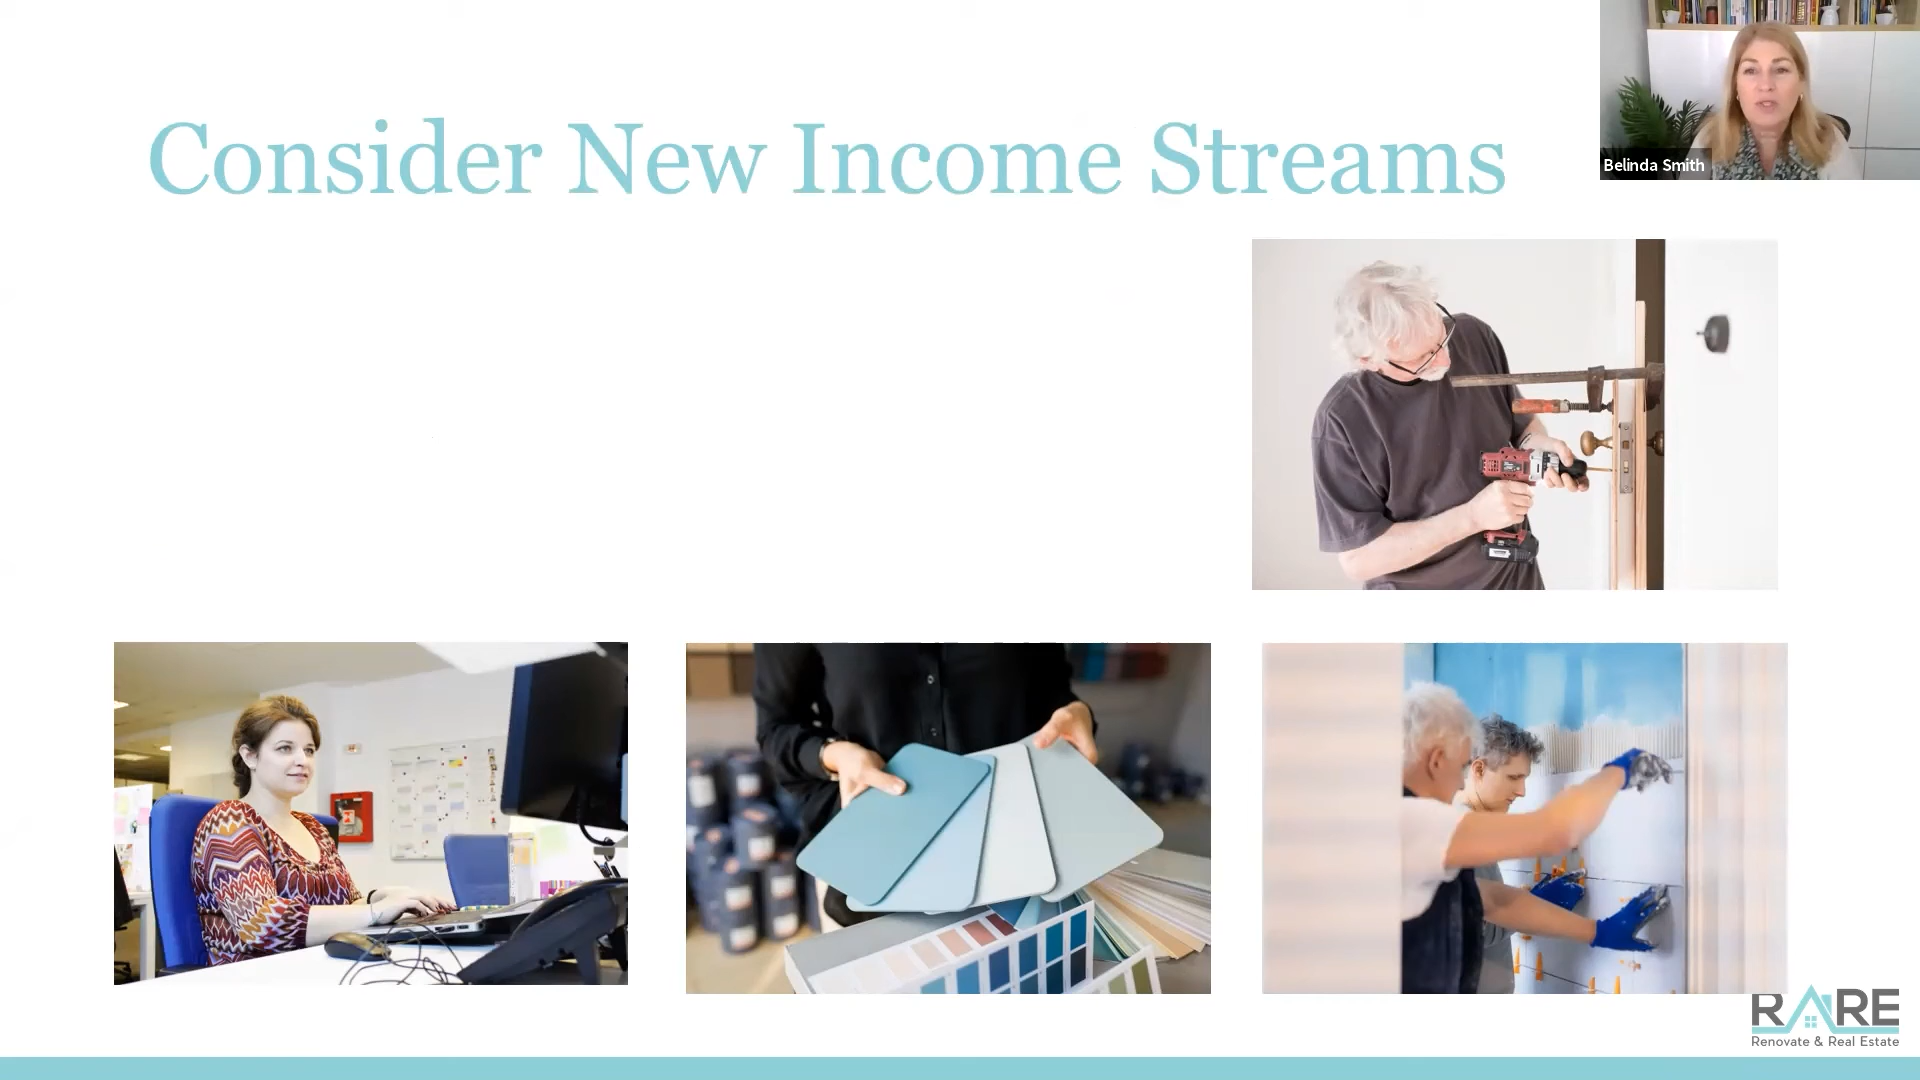 Consider New Income Streams
Belinda Smith
RARE
Renovate & Real Estate